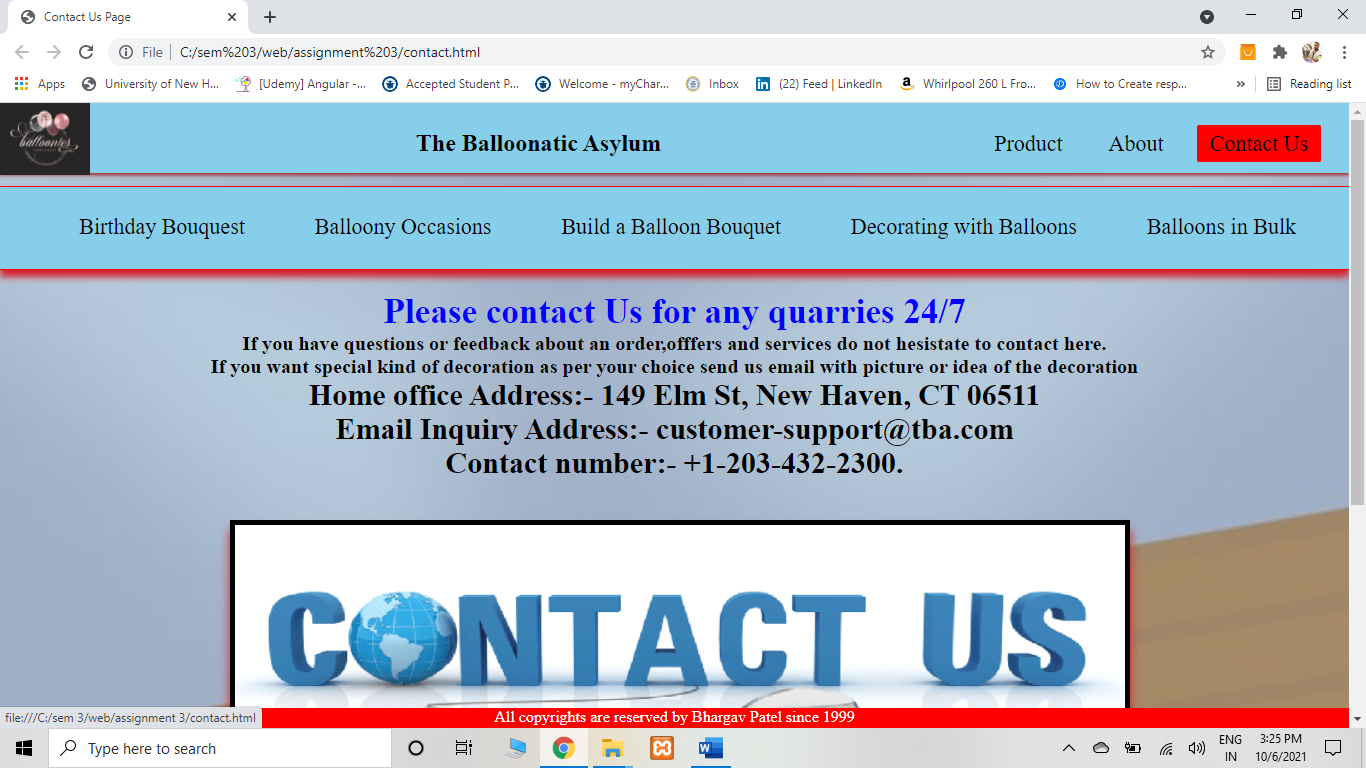 Contact Us Page
File C:/sem%203/web/assignment%203/contact.html
Apps University of New H... [Udemy] Angular -... Accepted Student P... Welcome - myChar... Inbox (22) Feed | LinkedIn Whirlpool 260 L Fro... How to Create resp... » Reading list
balloontes
The Balloonatic Asylum Product About Contact Us
Birthday Bouquest Balloony Occasions Build a Balloon Bouquet Decorating with Balloons Balloons in Bulk
Please contact Us for any quarries 24/7
If you have questions or feedback about an order,offfers and services do not hesistate to contact here.
If you want special kind of decoration as per your choice send us email with picture or idea of the decoration
Home office Address:- 149 Elm St, New Haven, CT 06511
Email Inquiry Address:- customer-support@tba.com
Contact number:- +1-203-432-2300.
CONTACT US
file:///C:/sem 3/web/assignment 3/contact.html All copyrights are reserved by Bhargav Patel since 1999
Type here to search ENG 3:25 PM
IN 10/6/2021